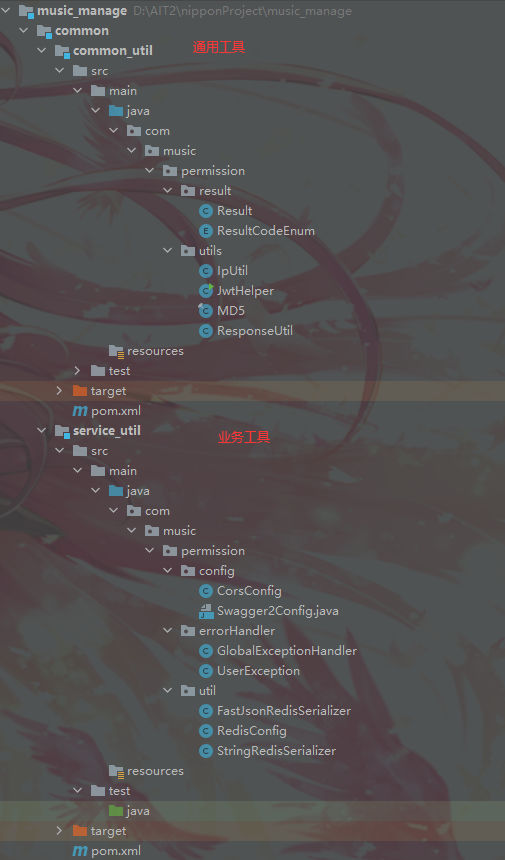 music_manage D:\AIT2\nipponProject\music_manage
common
common_util 通用工具
src
main
java
com
music
permission
result
Result
ResultCodeEnum
utils
IpUtil
JwtHelper
MD5
ResponseUtil
resources
test
target
pom.xml
service_util 业务工具
src
main
java
com
music
permission
config
CorsConfig
Swagger2Config.java
errorHandler
GlobalExceptionHandler
UserException
util
FastJsonRedisSerializer
RedisConfig
StringRedisSerializer
resources
test
java
target
pom.xml